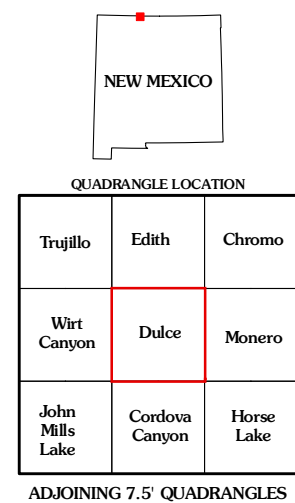 NEW MEXICO
QUADRANGLE LOCATION
Trujillo
Edith
Chromo
Wirt
Canyon
Dulce
Monero
John
Mills
Lake
Cordova
Canyon
Horse
Lake
ADJOINING 7.5' QUADRANGLES